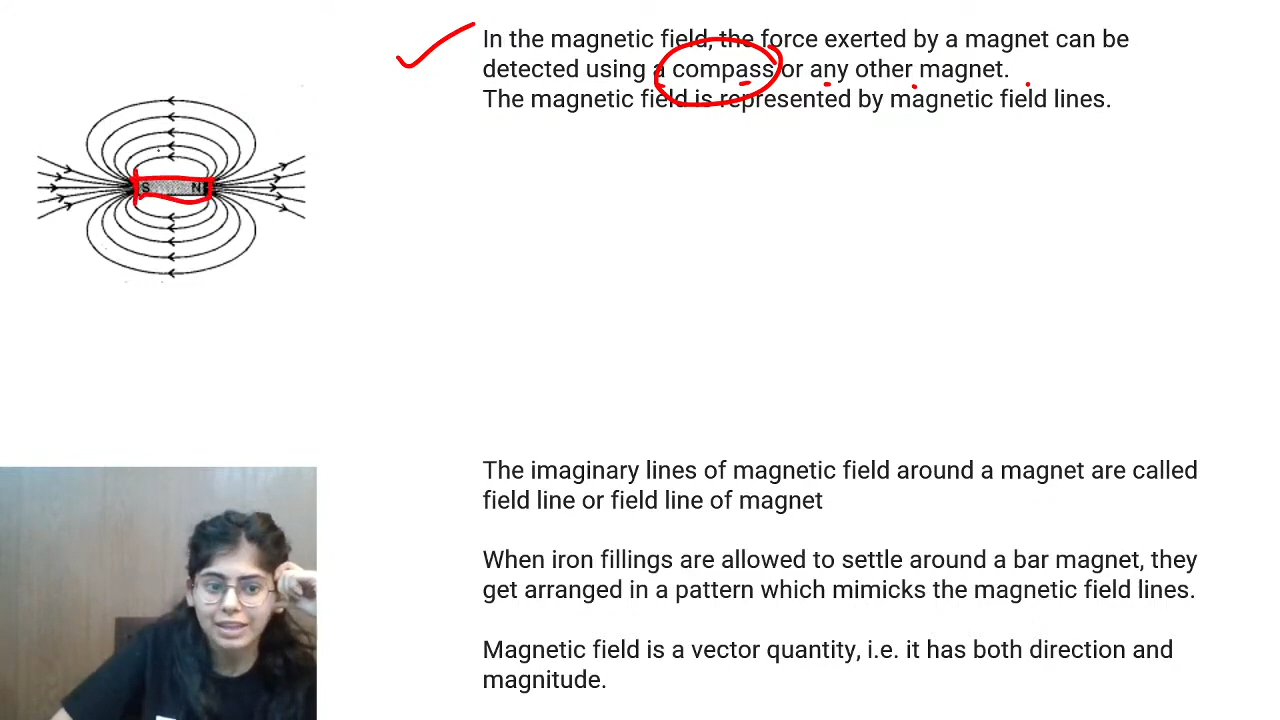 In the magnetic field, the force exerted by a magnet can be
detected using a compass or any other magnet.
The magnetic field is represented by magnetic field lines.
S N
The imaginary lines of magnetic field around a magnet are called
field line or field line of magnet
When iron fillings are allowed to settle around a bar magnet, they
get arranged in a pattern which mimicks the magnetic field lines.
Magnetic field is a vector quantity, i.e. it has both direction and
magnitude.